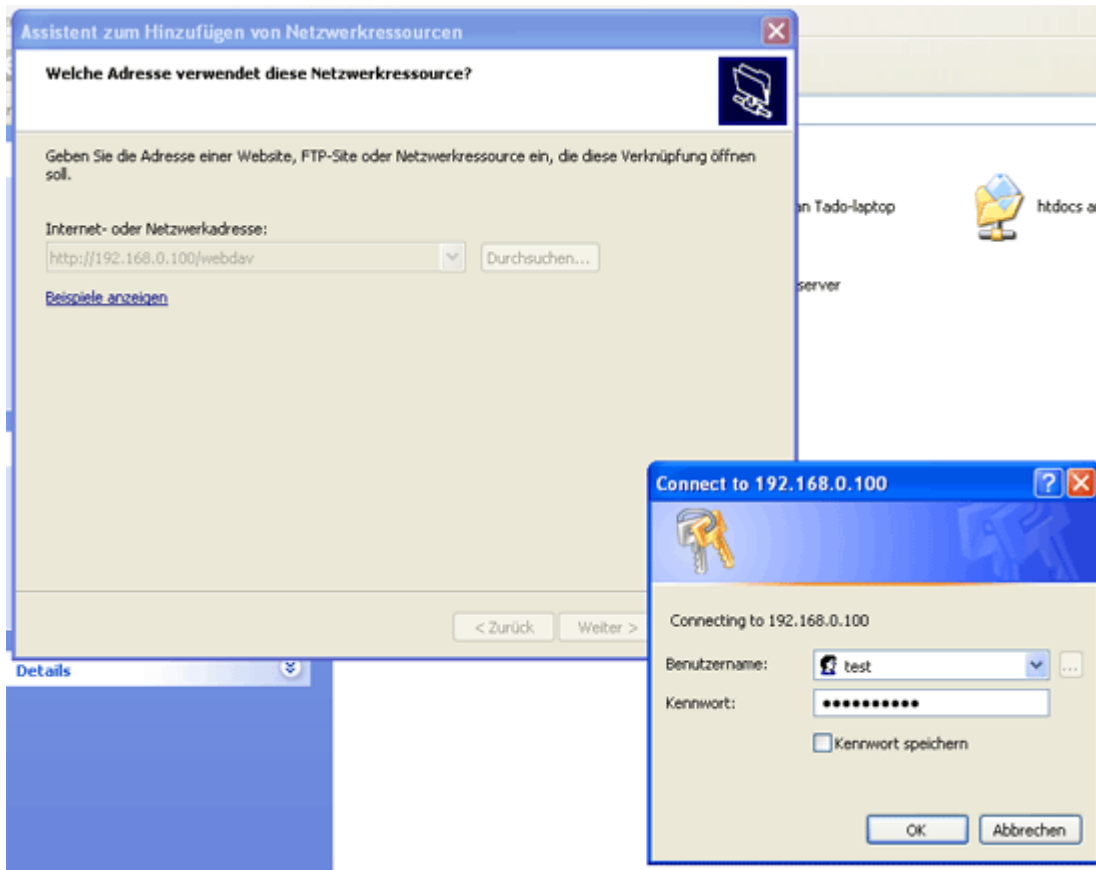 Assistent zum Hinzufügen von Netzwerkressourcen
Welche Adresse verwendet diese Netzwerkressource?
Geben Sie die Adresse einer Website, FTP-Site oder Netzwerkressource ein, die diese Verknüpfung öffnen
soll.
Internet- oder Netzwerkadresse:
http://192.168.0.100/webdav
Durchsuchen...
Beispiele anzeigen
< Zurück
Weiter >
an Tado-laptop
htdocs
server
Details
Connect to 192.168.0.100
Connecting to 192.168.0.100
Benutzername:
test
...
Kennwort:
●●●●●●●●●●
Kennwort speichern
OK
Abbrechen